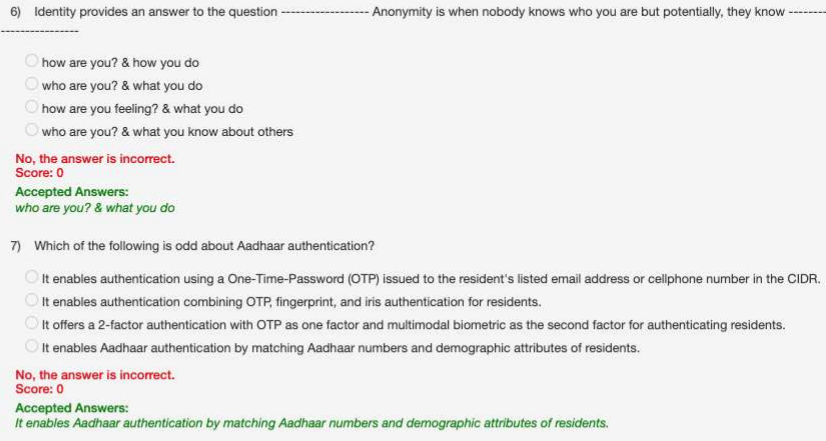 6) Identity provides an answer to the question ------------------ Anonymity is when nobody knows who you are but potentially, they know --------
----------------
how are you? & how you do
who are you? & what you do
how are you feeling? & what you do
who are you? & what you know about others
No, the answer is incorrect.
Score: 0
Accepted Answers:
who are you? & what you do
7) Which of the following is odd about Aadhaar authentication?
It enables authentication using a One-Time-Password (OTP) issued to the resident's listed email address or cellphone number in the CIDR.
It enables authentication combining OTP, fingerprint, and iris authentication for residents.
It offers a 2-factor authentication with OTP as one factor and multimodal biometric as the second factor for authenticating residents.
It enables Aadhaar authentication by matching Aadhaar numbers and demographic attributes of residents.
No, the answer is incorrect.
Score: 0
Accepted Answers:
It enables Aadhaar authentication by matching Aadhaar numbers and demographic attributes of residents.